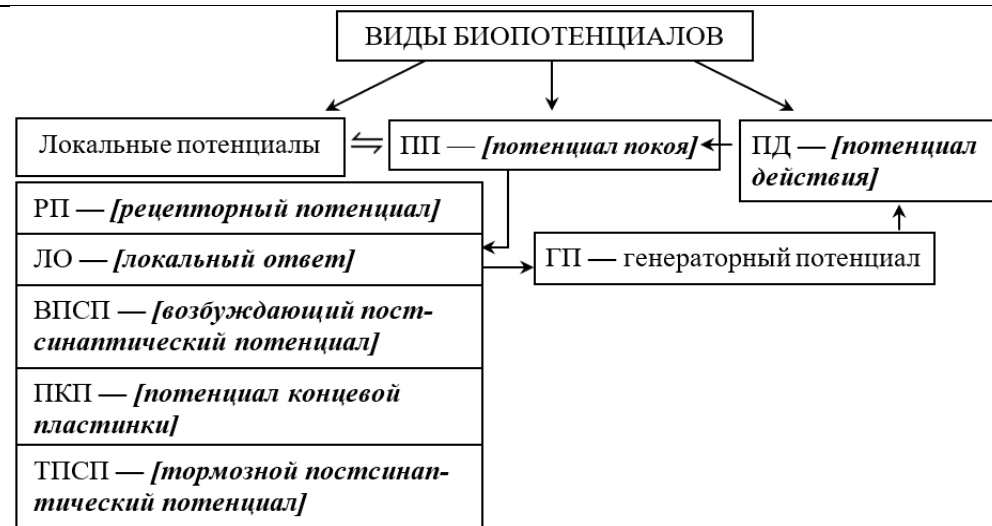 ВИДЫ БИОПОТЕНЦИАЛОВ
Локальные потенциалы
ПП — [потенциал покоя]
ПД — [потенциал
действия]
РП — [рецепторный потенциал]
ЛО — [локальный ответ]
ГП — генераторный потенциал
ВПСП — [возбуждающий пост-
синаптический потенциал]
ПКП — [потенциал концевой
пластинки]
ТПСП — [тормозной постсинап-
тический потенциал]